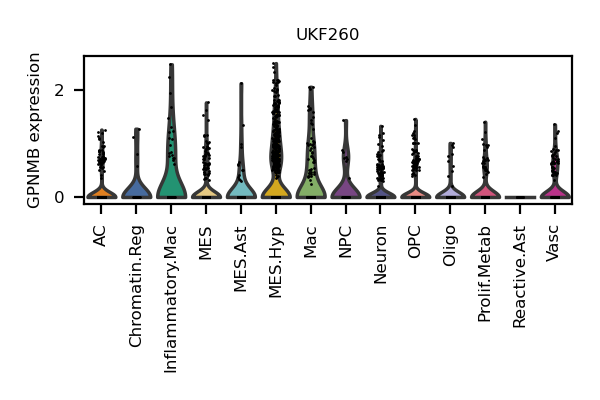 UKF260
GPNMB expression
2
0
AC
Chromatin.Reg
Inflammatory.Mac
MES
MES.Ast
MES.Hyp
Mac
NPC
Neuron
OPC
Oligo
Prolif.Metab
Reactive.Ast
Vasc